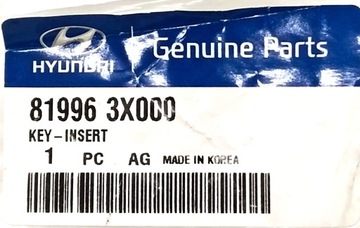 HYUNDAI
Genuine Parts
81996 3X000
KEY-INSERT
1 PC AG MADE IN KOREA